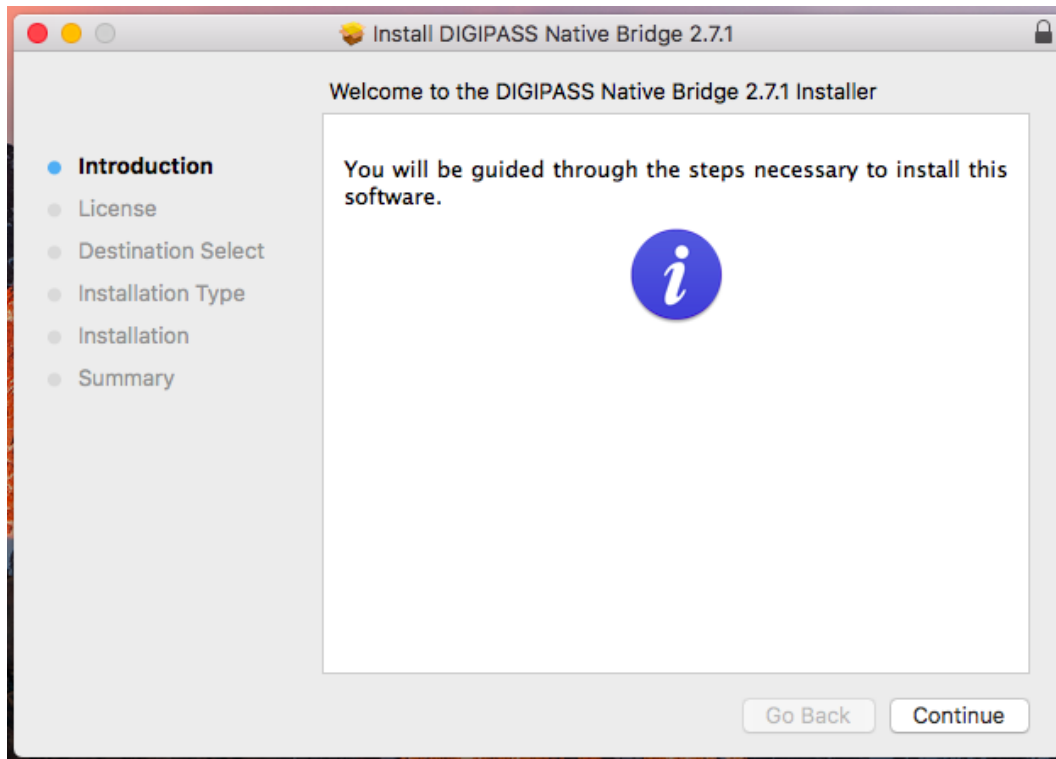 Install DIGIPASS Native Bridge 2.7.1
Welcome to the DIGIPASS Native Bridge 2.7.1 Installer
Introduction
License
Destination Select
Installation Type
Installation
Summary
You will be guided through the steps necessary to install this
software.
Go Back
Continue